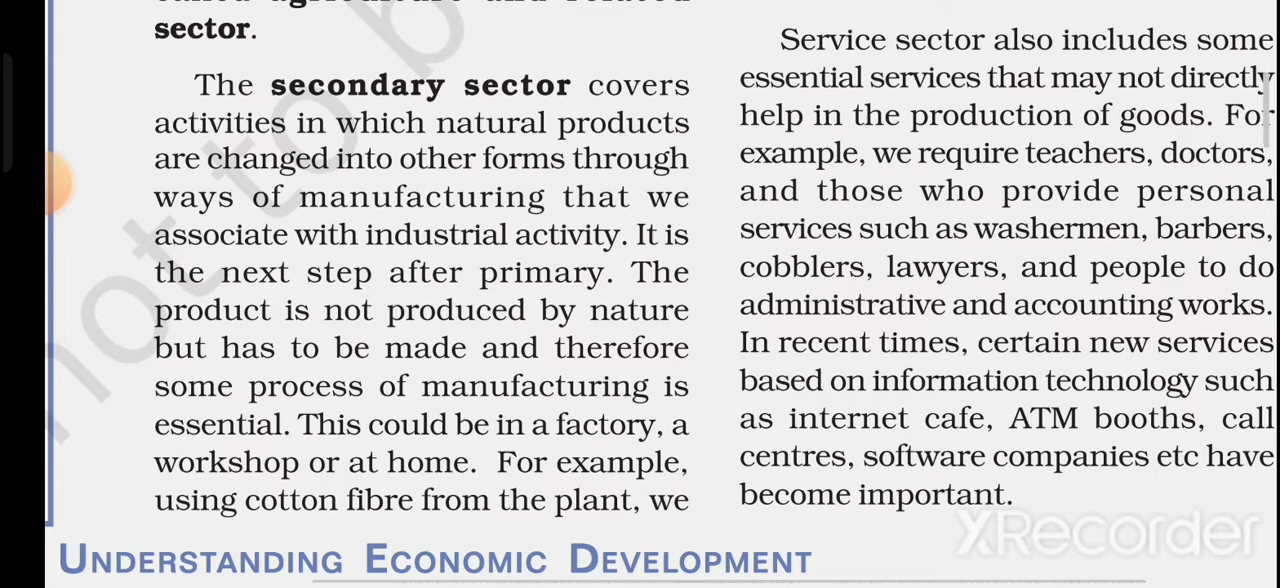 called agriculture and related
sector.
The secondary sector covers
activities in which natural products
are changed into other forms through
ways of manufacturing that we
associate with industrial activity. It is
the next step after primary. The
product is not produced by nature
but has to be made and therefore
some process of manufacturing is
essential. This could be in a factory, a
workshop or at home. For example,
using cotton fibre from the plant, we
Service sector also includes some
essential services that may not directly
help in the production of goods. For
example, we require teachers, doctors,
and those who provide personal
services such as washermen, barbers,
cobblers, lawyers, and people to do
administrative and accounting works.
In recent times, certain new services
based on information technology such
as internet cafe, ATM booths, call
centres, software companies etc have
become important.
UNDERSTANDING ECONOMIC DEVELOPMENT
not to b
XRecorder